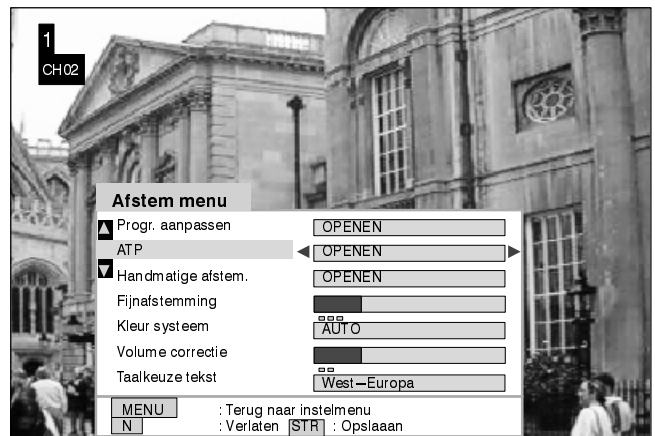 1
CH02
Afstem menu
Progr. aanpassen OPENEN
ATP OPENEN
Handmatige afstem. OPENEN
Fijnafstemming
Kleur systeem AUTO
Volume correctie
Taalkeuze tekst West–Europa
MENU : Terug naar instelmenu
N : Verlaten STR : Opslaaan